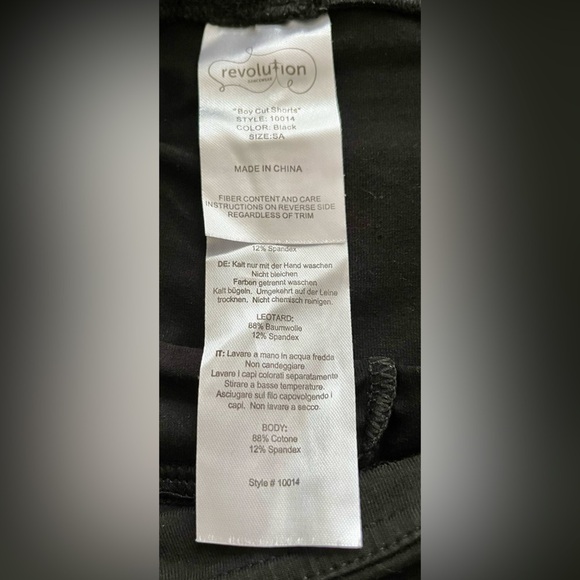 revolution
DANCEWEAR
"Boy Cut Shorts"
STYLE: 10014
COLOR: Black
SIZE:SA
MADE IN CHINA
FIBER CONTENT AND CARE
INSTRUCTIONS ON REVERSE SIDE
REGARDLESS OF TRIM
12% Spandex
DE: Kalt nur mit der Hand waschen
Nicht bleichen
Farben getrennt waschen
Kalt bügeln. Umgekehrt auf der Leine
trocknen. Nicht chemisch reinigen.
LEOTARD:
88% Baumwolle
12% Spandex
IT: Lavare a mano in acqua fredda
Non candeggiare
Lavare I capi colorati separatamente
Stirare a basse temperature.
Asciugare sul filo capovolgendo i
capi. Non lavare a secco.
BODY:
88% Cotone
12% Spandex
Style # 10014